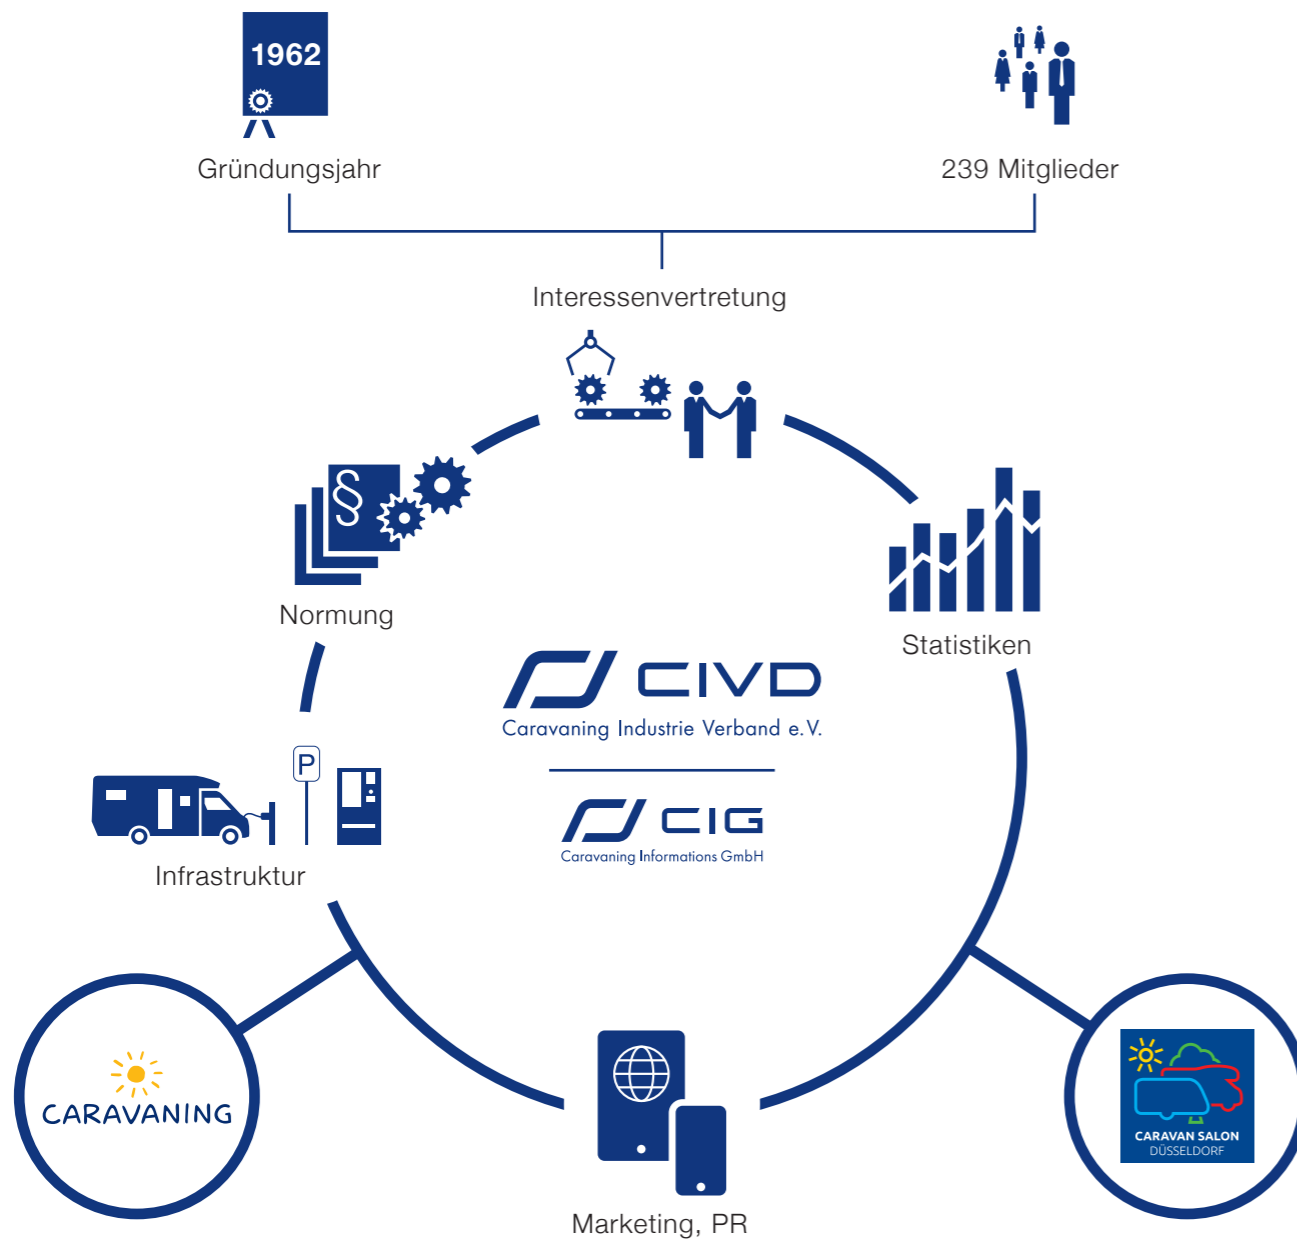 1962
Gründungsjahr
239 Mitglieder
Interessenvertretung
§
Normung
Statistiken
CIVD
Caravaning Industrie Verband e.V.
P
CIG
Caravaning Informations GmbH
Infrastruktur
CARAVANING
CARAVAN SALON
DÜSSELDORF
Marketing, PR